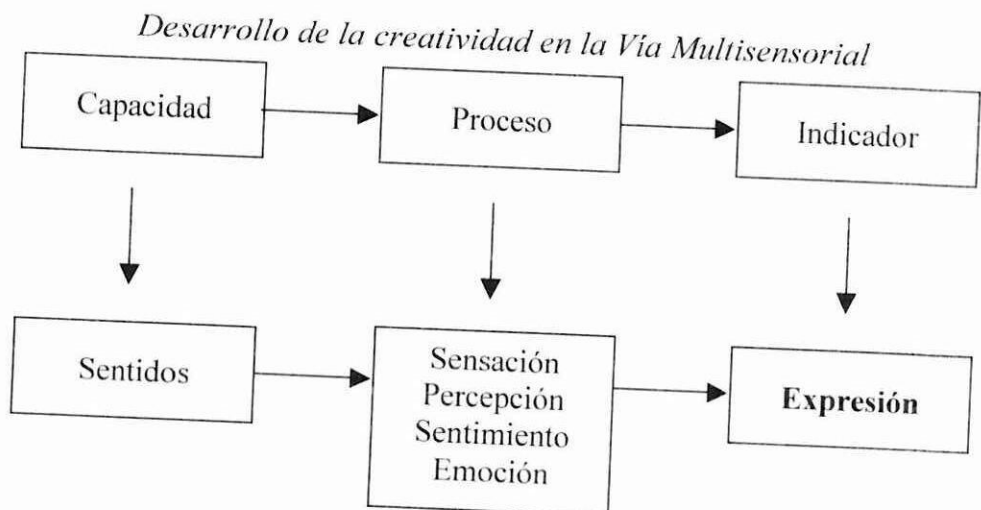 Desarrollo de la creatividad en la Vía Multisensorial
Capacidad
Proceso
Indicador
Sentidos
Sensación
Percepción
Sentimiento
Emoción
Expresión